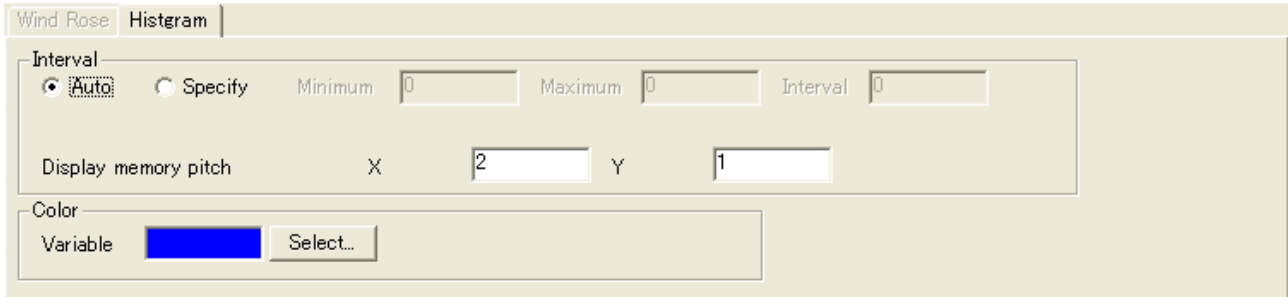 Wind Rose Histgram
Interval
Auto Specify Minimum 0 Maximum 0 Interval 0
Display memory pitch X 2 Y 1
Color
Variable Select...